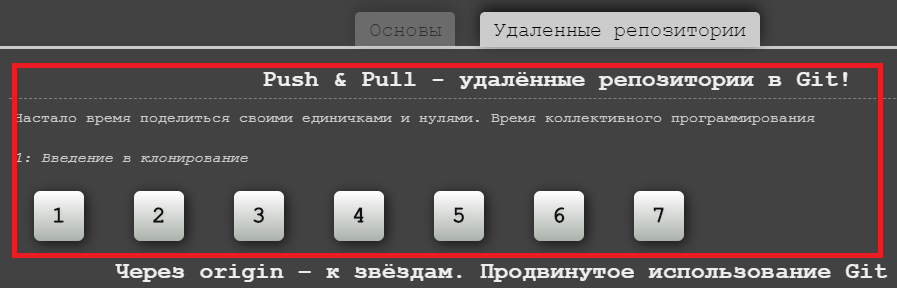 Основы
Удаленные репозитории
Push & Pull - удалённые репозитории в Git!
Настало время поделиться своими единичками и нулями. Время коллективного программирования
1: Введение в клонирование
1 2 3 4 5 6 7
Через origin – к звёздам. Продвинутое использование Git